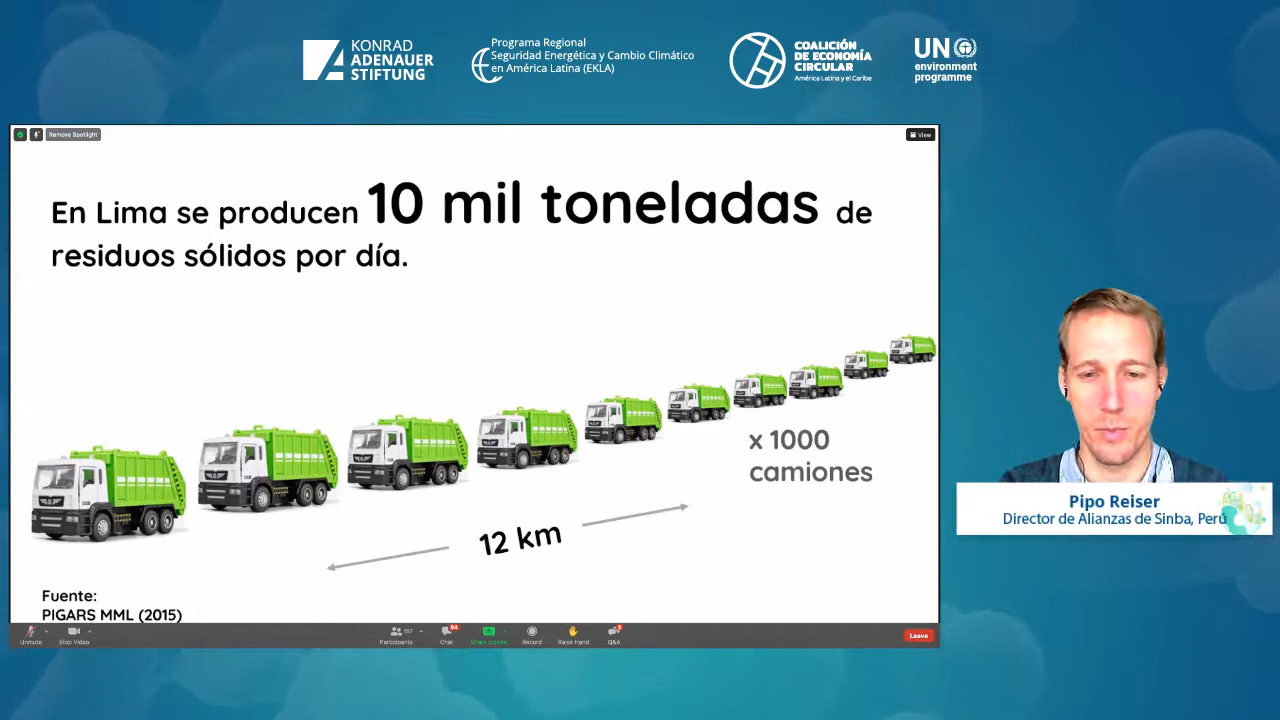 KONRAD
ADENAUER
STIFTUNG
Programa Regional
Seguridad Energética y Cambio Climático
en América Latina (EKLA)
COALICIÓN
DE ECONOMÍA
CIRCULAR
América Latina y el Caribe
UN
environment
programme
Remove Spotlight
View
En Lima se producen 10 mil toneladas de
residuos sólidos por día.
x 1000
camiones
12 km
Fuente:
PIGARS MML (2015)
Pipo Reiser
Director de Alianzas de Sinba, Perú
Unmute
Stop Video
Participants
157
Chat
84
Share Screen
Record
Raise Hand
Q&A
Leave